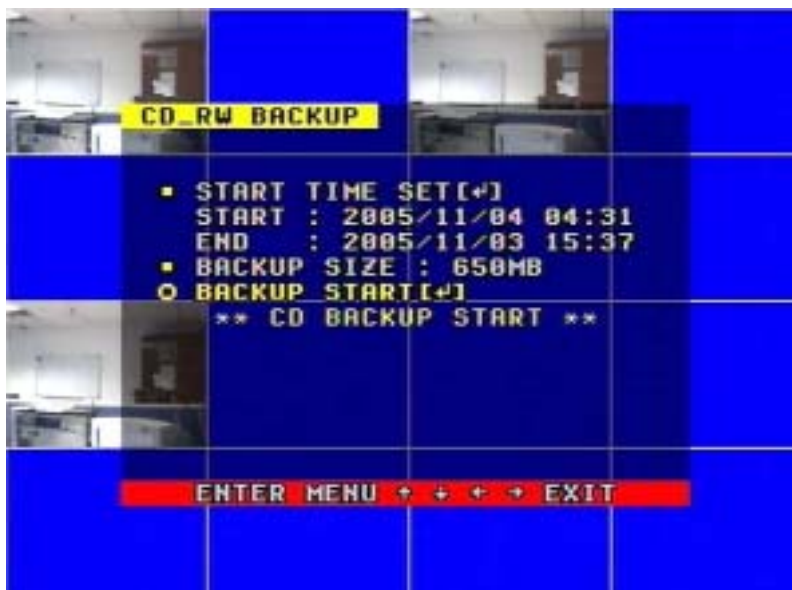 CD_RW BACKUP
START TIME SET[↵]
START : 2005/11/04 04:31
END : 2005/11/03 15:37
BACKUP SIZE : 650MB
BACKUP START[↵]
** CD BACKUP START **
ENTER MENU ↑ ↓ ← → EXIT